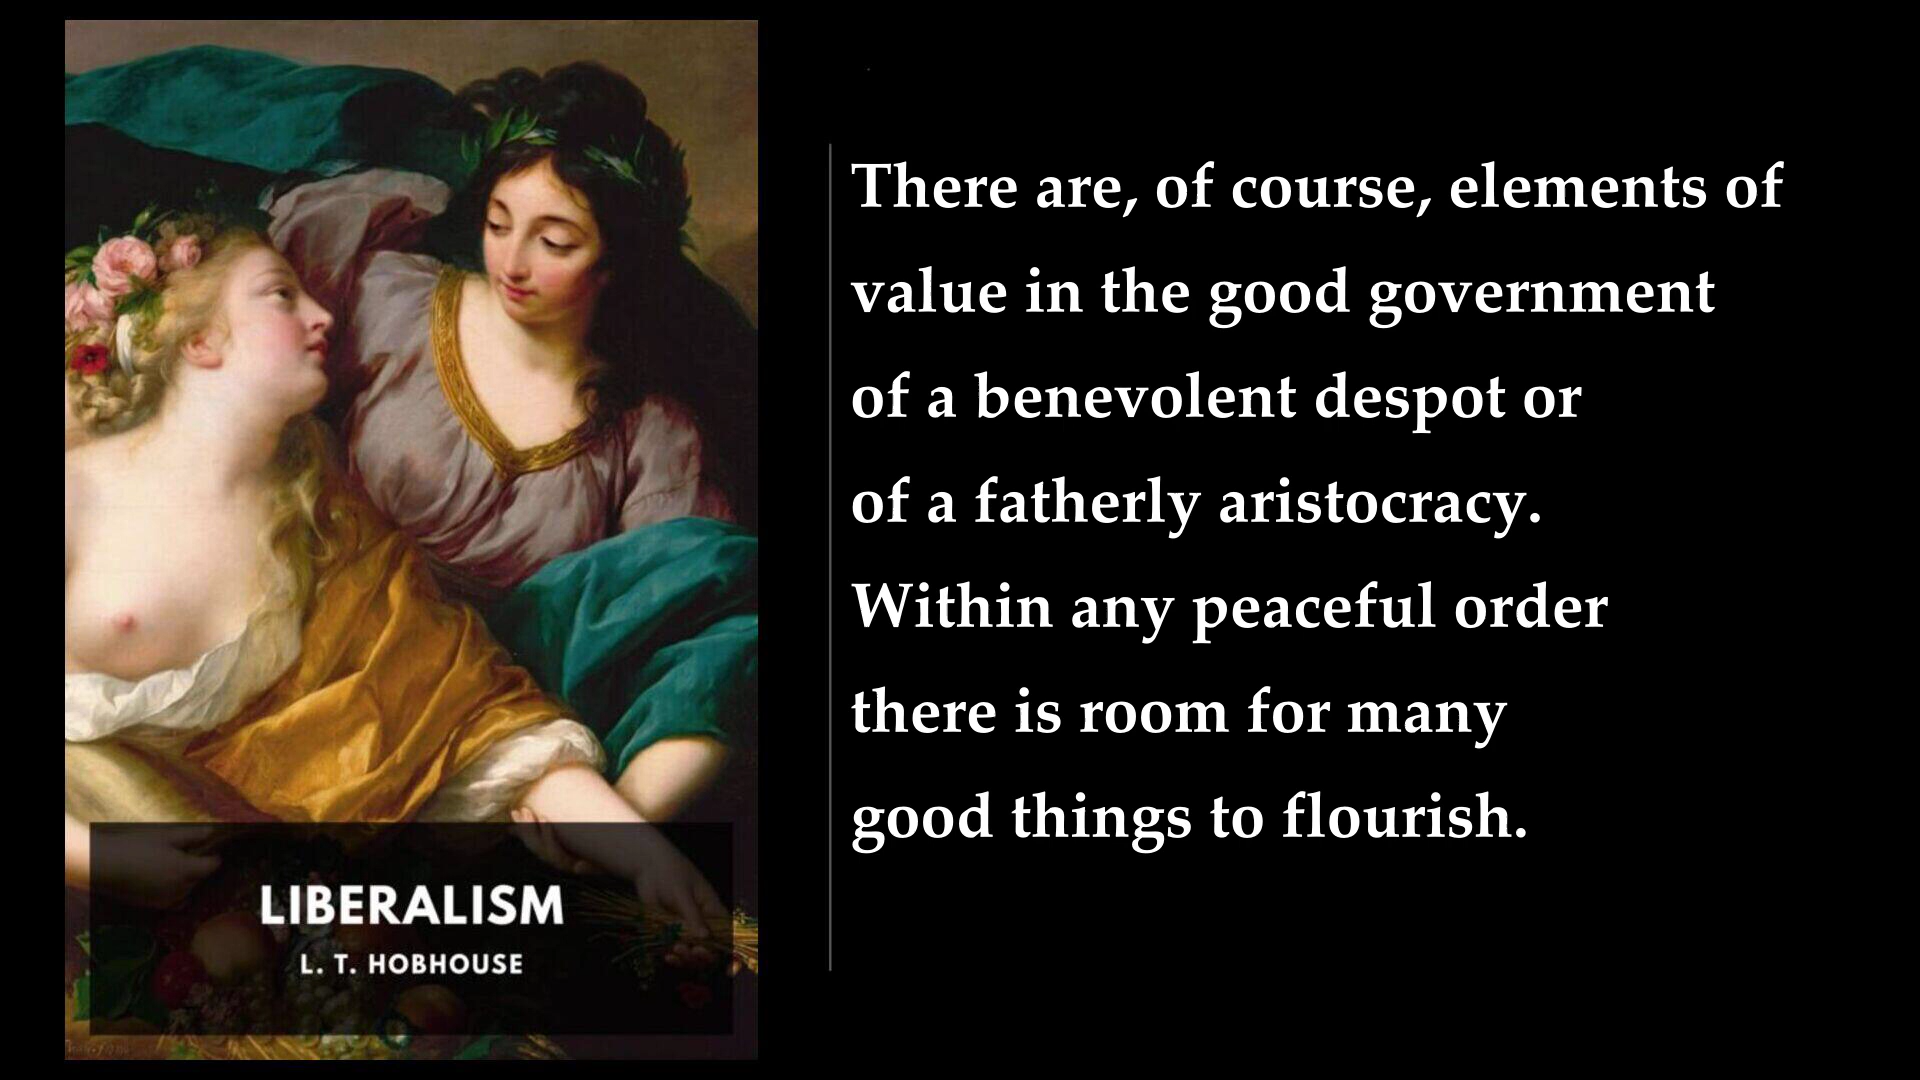 There are, of course, elements of
value in the good government
of a benevolent despot or
of a fatherly aristocracy.
Within any peaceful order
there is room for many
good things to flourish.
LIBERALISM
L. T. HOBHOUSE